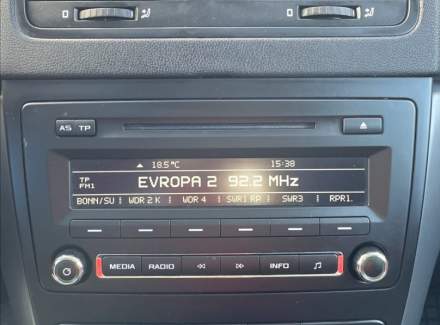 AS TP
18.5°C 15:38
TP
FM1
EVROPA 2 92.2 MHz
BONN/SU WDR 2 K WDR 4 SWR1 RP SWR3 RPR1.
MEDIA RADIO INFO